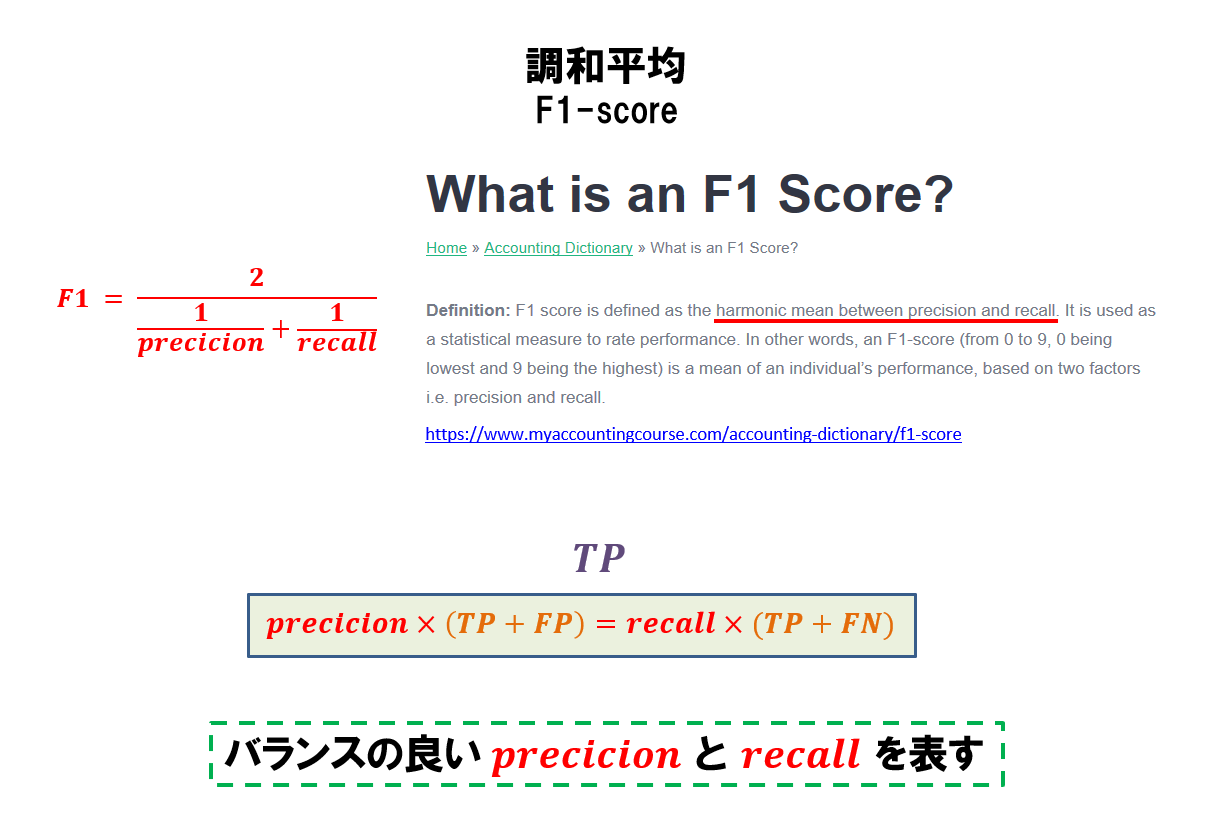 調和平均
F1-score
What is an F1 Score?
Home » Accounting Dictionary » What is an F1 Score?
F1 = 2 / (1/precicion + 1/recall)
Definition: F1 score is defined as the harmonic mean between precision and recall. It is used as
a statistical measure to rate performance. In other words, an F1-score (from 0 to 9, 0 being
lowest and 9 being the highest) is a mean of an individual’s performance, based on two factors
i.e. precision and recall.
https://www.myaccountingcourse.com/accounting-dictionary/f1-score
TP
precicion × (TP + FP) = recall × (TP + FN)
バランスの良い precicion と recall を表す